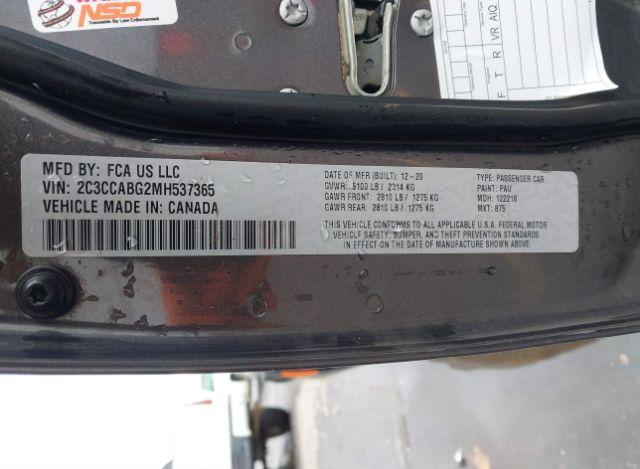 NSD
MFD BY: FCA US LLC
VIN: 2C3CCABG2MH537365
VEHICLE MADE IN: CANADA
DATE OF MFR (BUILT): 12-20
GVWR: 5100 LB / 2314 KG
GAWR FRONT: 2810 LB / 1275 KG
GAWR REAR: 2810 LB / 1275 KG
TYPE: PASSENGER CAR
PAINT: PAU
MDH: 122218
MKT: 875
THIS VEHICLE CONFORMS TO ALL APPLICABLE U.S.A. FEDERAL MOTOR
VEHICLE SAFETY, BUMPER, AND THEFT PREVENTION STANDARDS
IN EFFECT ON THE DATE OF MANUFACTURE SHOWN ABOVE.
F T R VR AIQ